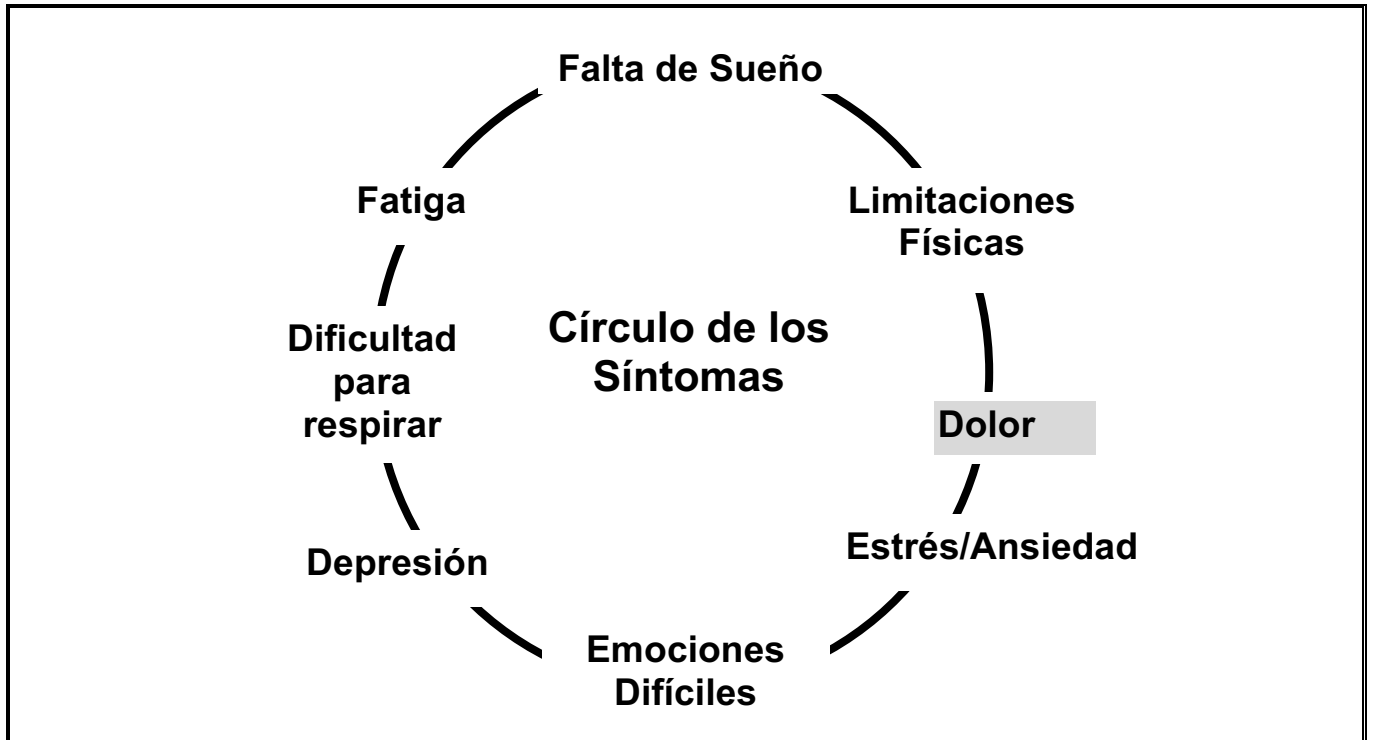 Falta de Sueño
Fatiga
Limitaciones
Físicas
Círculo de los
Síntomas
Dificultad
para
respirar
Dolor
Estrés/Ansiedad
Depresión
Emociones
Difíciles